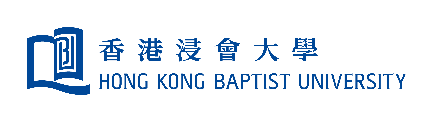 香港浸會大學
HONG KONG BAPTIST UNIVERSITY